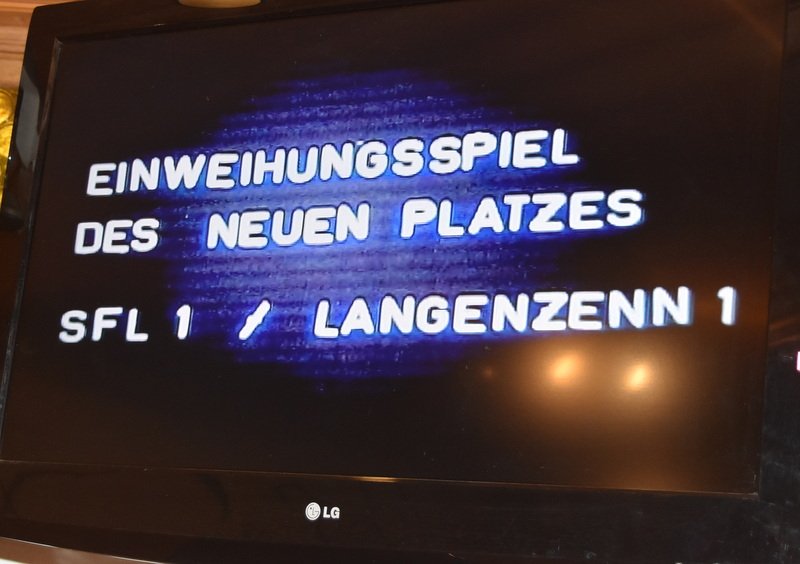 EINWEIHUNGSSPIEL
DES NEUEN PLATZES
SFL 1 / LANGENZENN 1
LG